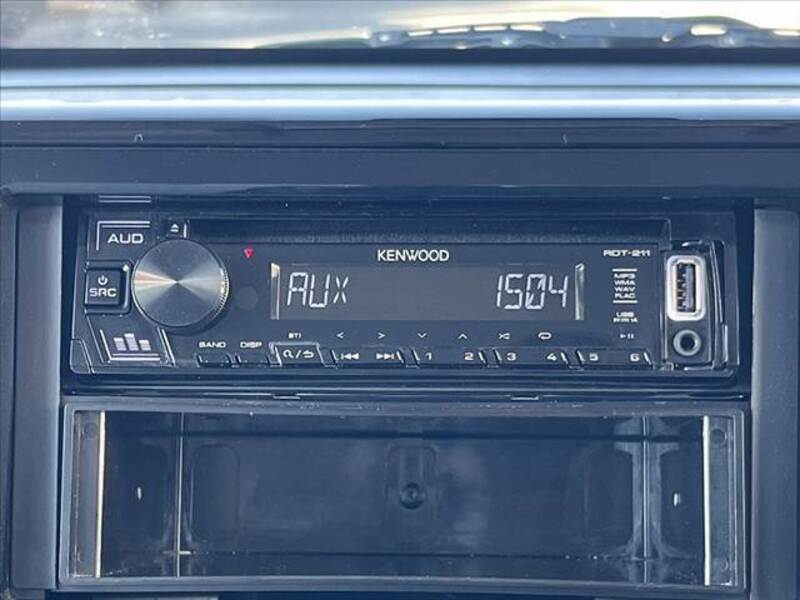 AUD
KENWOOD
RDT-211
SRC
AUX 1504
MP3
WMA
WAV
FLAC
USB
BAND DISP
1 2 3 4 5 6